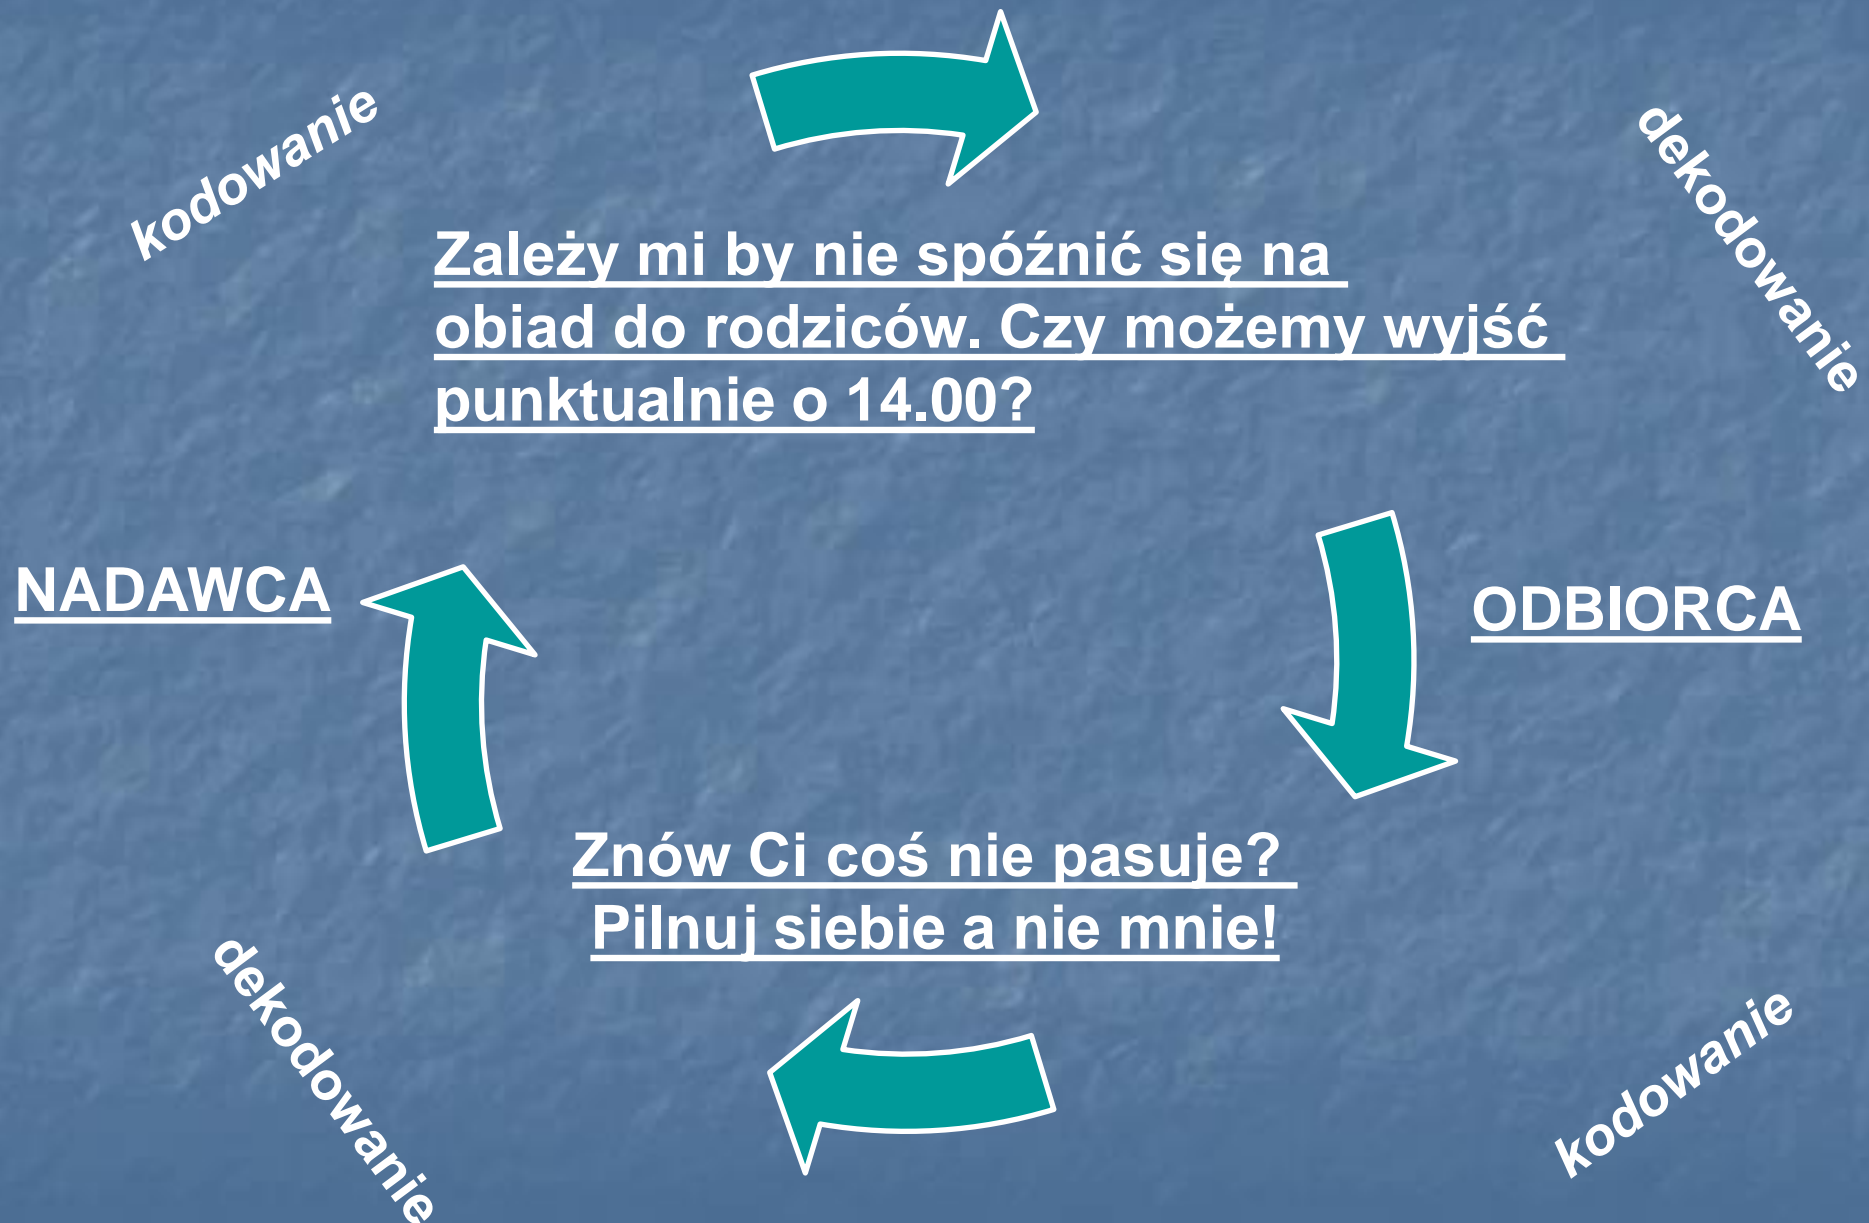 kodowanie
dekodowanie
Zależy mi by nie spóźnić się na
obiad do rodziców. Czy możemy wyjść
punktualnie o 14.00?
NADAWCA
ODBIORCA
Znów Ci coś nie pasuje?
Pilnuj siebie a nie mnie!
dekodowanie
kodowanie